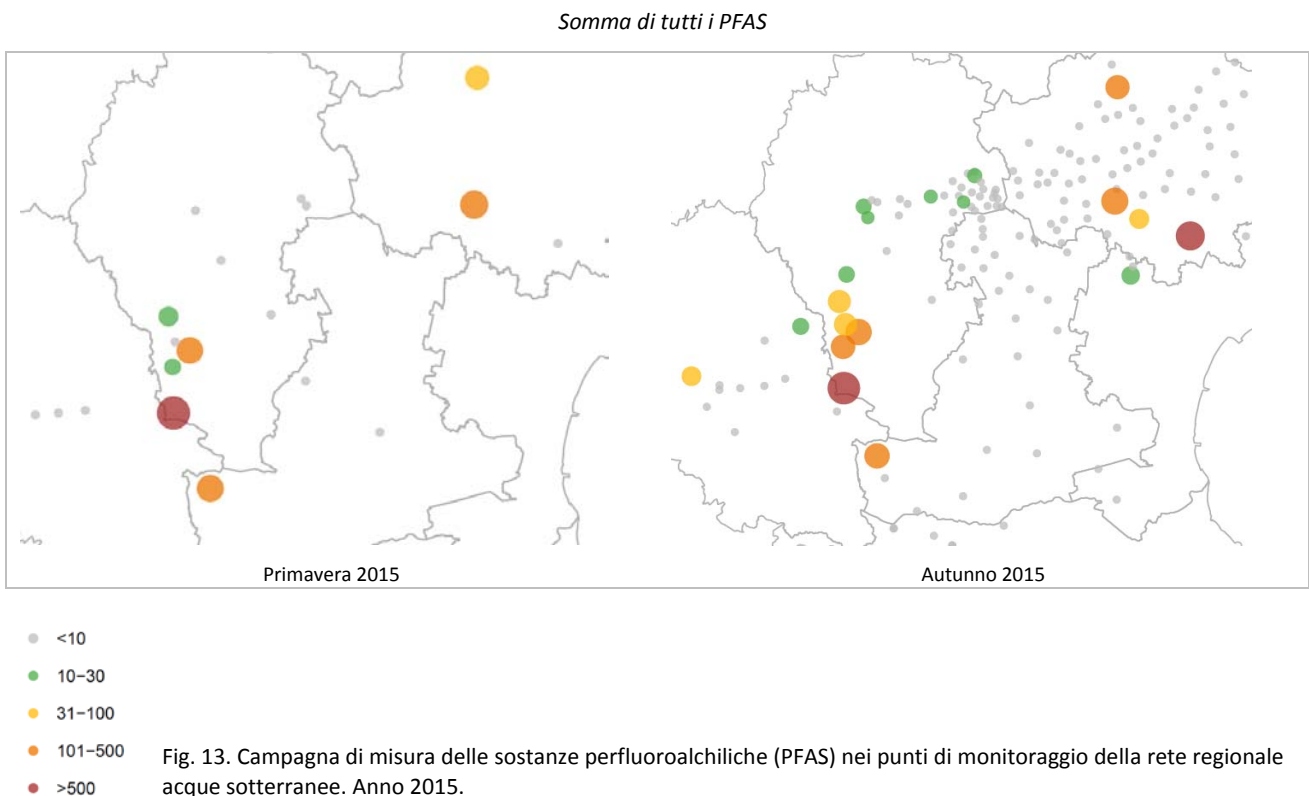 Somma di tutti i PFAS
Primavera 2015
Autunno 2015
<10
10−30
31−100
101−500
>500
Fig. 13. Campagna di misura delle sostanze perfluoroalchiliche (PFAS) nei punti di monitoraggio della rete regionale
acque sotterranee. Anno 2015.